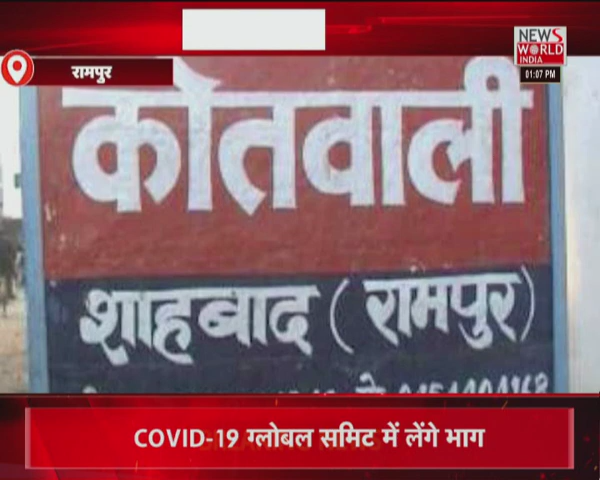 NEWS
WORLD
INDIA
01:07 PM
रामपुर
कोतवाली
शाहबाद (रामपुर)
COVID-19 ग्लोबल समिट में लेंगे भाग